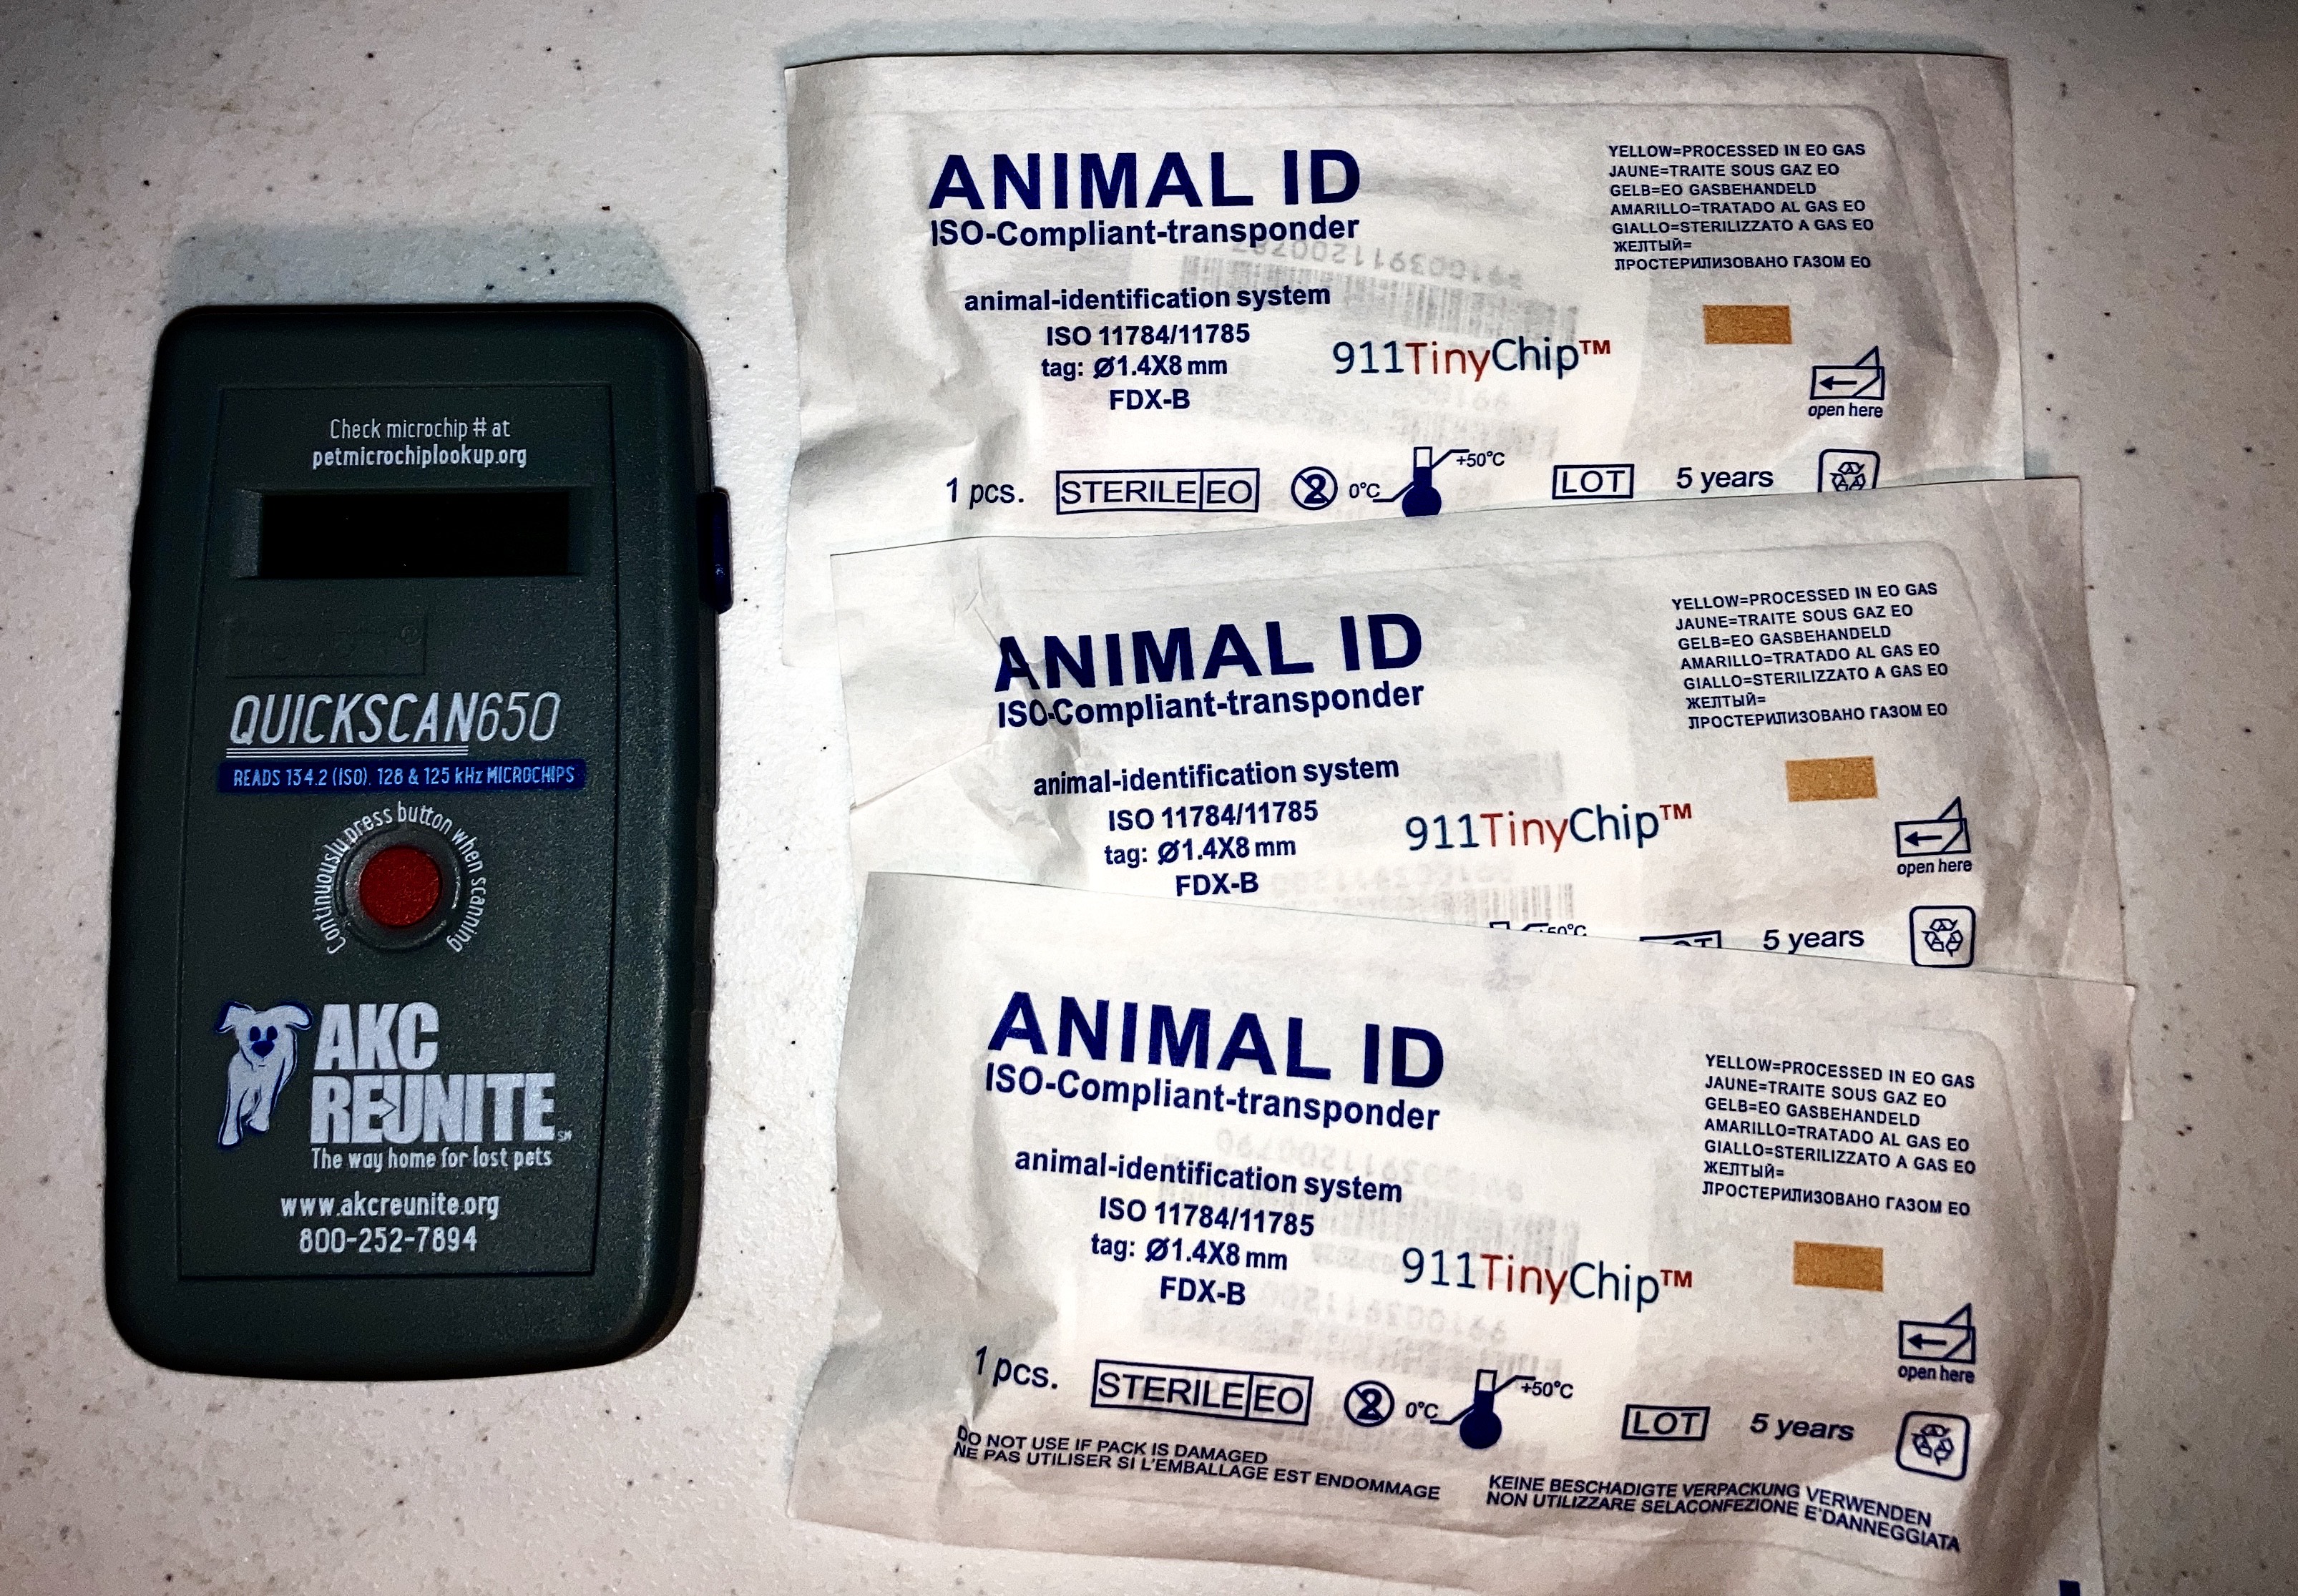 Check microchip # at
petmicrochiplookup.org
QUICKSCAN650
READS 134.2 (ISO), 128 & 125 kHz MICROCHIPS
Continuously press button when scanning
AKC
REUNITE SM
The way home for lost pets
www.akcreunite.org
800-252-7894
ANIMAL ID
ISO-Compliant-transponder
animal-identification system
ISO 11784/11785
tag: Ø1.4X8 mm
FDX-B
911TinyChip™
YELLOW=PROCESSED IN EO GAS
JAUNE=TRAITE SOUS GAZ EO
GELB=EO GASBEHANDELD
AMARILLO=TRATADO AL GAS EO
GIALLO=STERILIZZATO A GAS EO
ЖЕЛТЫЙ=
ПРОСТЕРИЛИЗОВАНО ГАЗОМ ЕО
open here
1 pcs.
STERILE EO
2
0°C
+50°C
LOT
5 years
ANIMAL ID
ISO-Compliant-transponder
animal-identification system
ISO 11784/11785
tag: Ø1.4X8 mm
FDX-B
911TinyChip™
YELLOW=PROCESSED IN EO GAS
JAUNE=TRAITE SOUS GAZ EO
GELB=EO GASBEHANDELD
AMARILLO=TRATADO AL GAS EO
GIALLO=STERILIZZATO A GAS EO
ЖЕЛТЫЙ=
ПРОСТЕРИЛИЗОВАНО ГАЗОМ ЕО
open here
5 years
ANIMAL ID
ISO-Compliant-transponder
animal-identification system
ISO 11784/11785
tag: Ø1.4X8 mm
FDX-B
911TinyChip™
YELLOW=PROCESSED IN EO GAS
JAUNE=TRAITE SOUS GAZ EO
GELB=EO GASBEHANDELD
AMARILLO=TRATADO AL GAS EO
GIALLO=STERILIZZATO A GAS EO
ЖЕЛТЫЙ=
ПРОСТЕРИЛИЗОВАНО ГАЗОМ ЕО
open here
1 pcs.
STERILE EO
2
0°C
+50°C
LOT
5 years
DO NOT USE IF PACK IS DAMAGED
NE PAS UTILISER SI L'EMBALLAGE EST ENDOMMAGE
KEINE BESCHADIGTE VERPACKUNG VERWENDEN
NON UTILIZZARE SELACONFEZIONE E'DANNEGGIATA